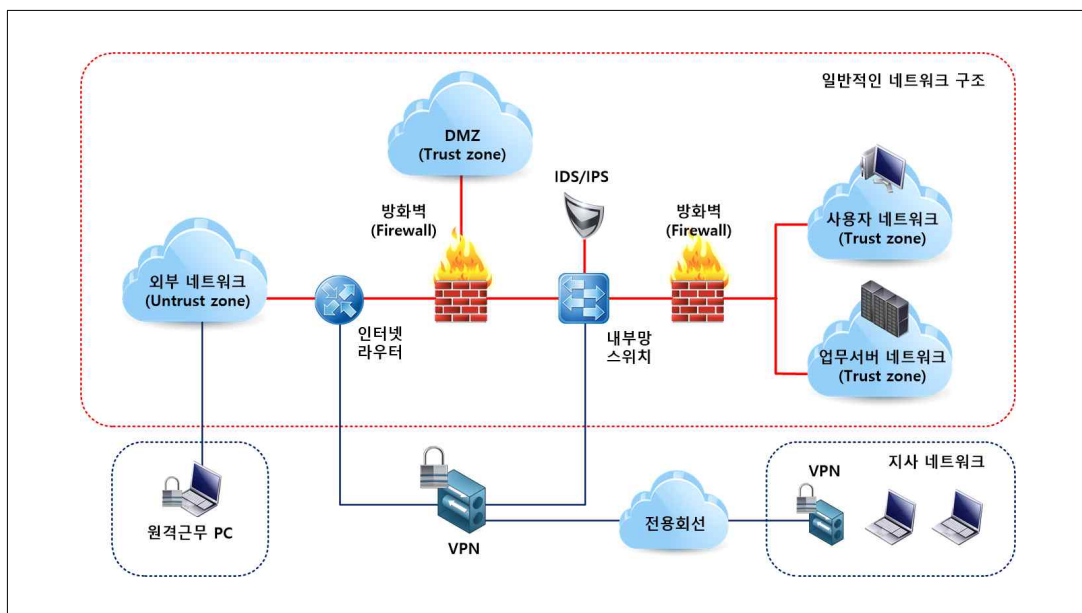 일반적인 네트워크 구조
DMZ
(Trust zone)
IDS/IPS
방화벽
(Firewall)
방화벽
(Firewall)
사용자 네트워크
(Trust zone)
외부 네트워크
(Untrust zone)
인터넷
라우터
내부망
스위치
업무서버 네트워크
(Trust zone)
원격근무 PC
VPN
전용회선
지사 네트워크
VPN